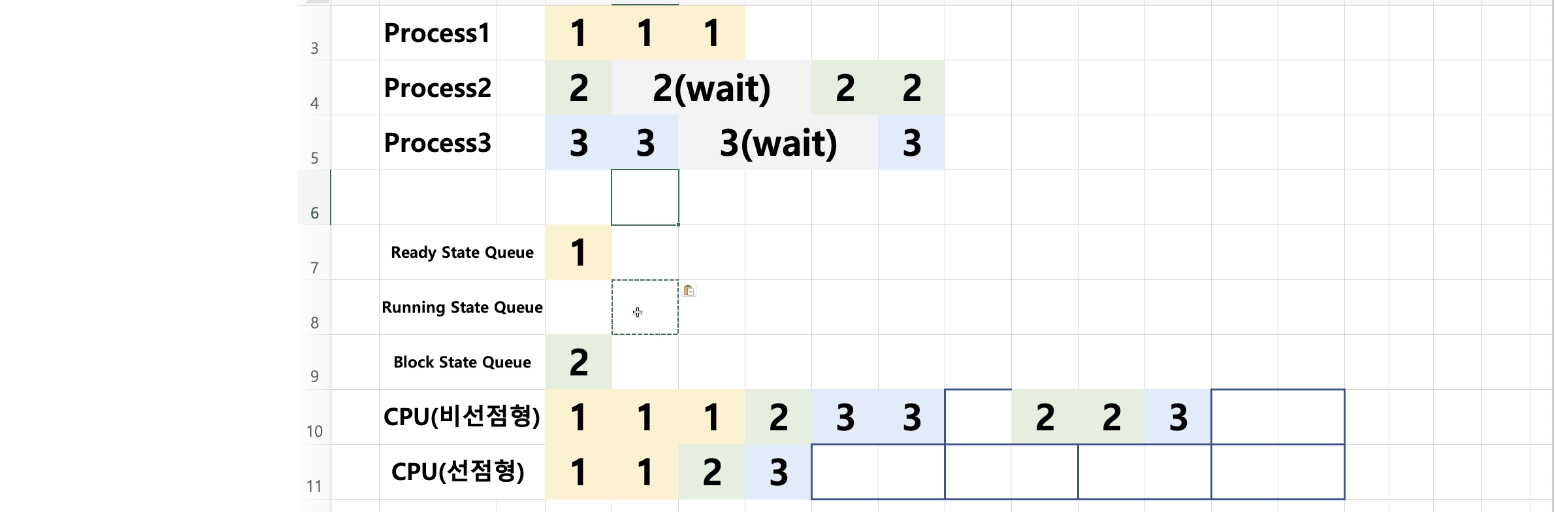 3 Process1 1 1 1
4 Process2 2 2(wait) 2 2
5 Process3 3 3 3(wait) 3
6
7 Ready State Queue 1
8 Running State Queue
9 Block State Queue 2
10 CPU(비선점형) 1 1 1 2 3 3 2 2 3
11 CPU(선점형) 1 1 2 3